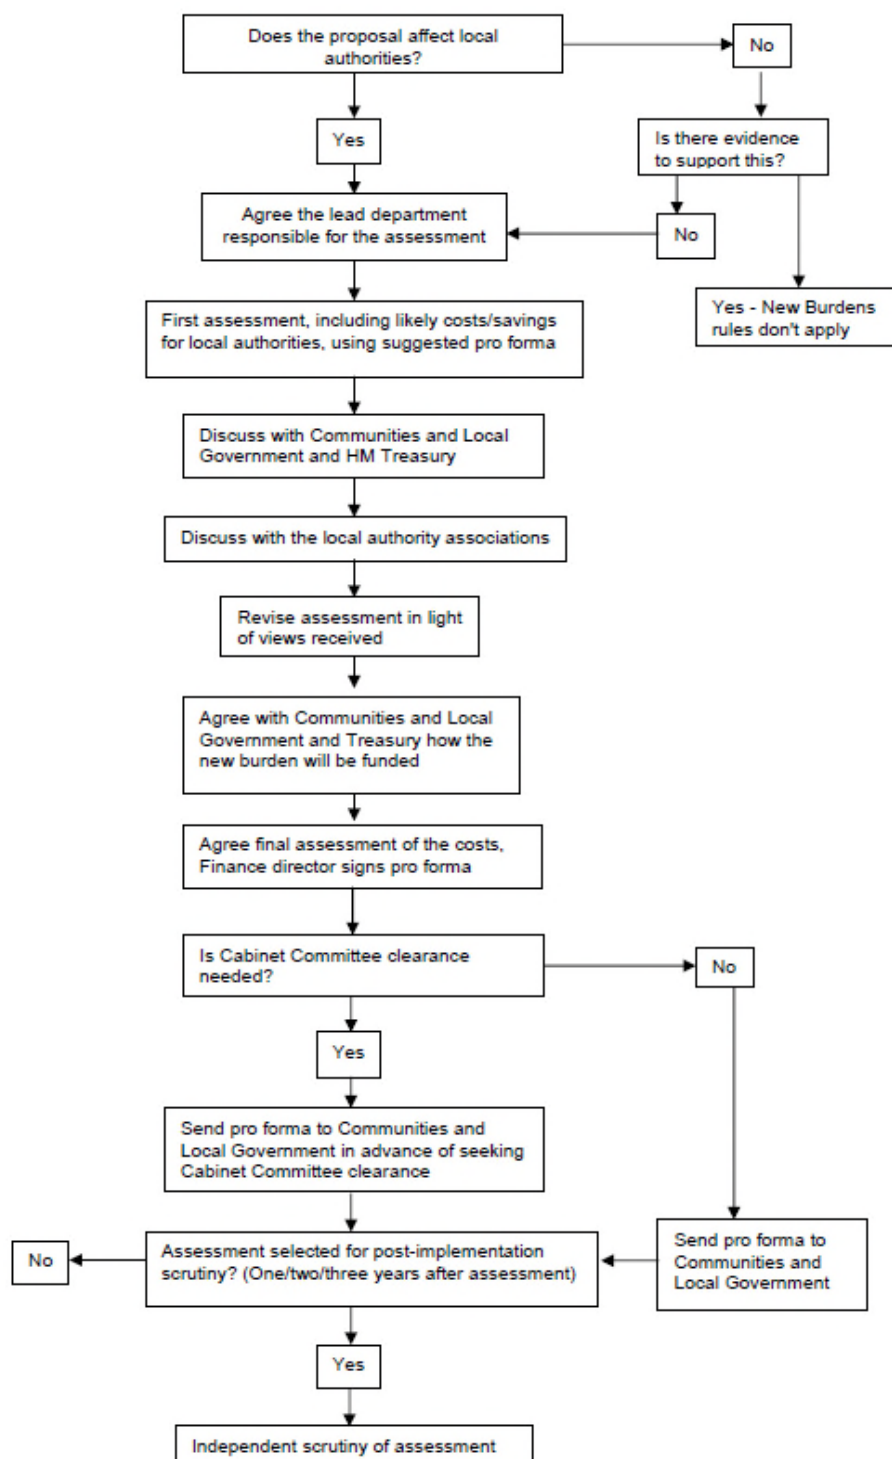 Does the proposal affect local
authorities?
No
Yes
Is there evidence
to support this?
Agree the lead department
responsible for the assessment
No
Yes - New Burdens
rules don't apply
First assessment, including likely costs/savings
for local authorities, using suggested pro forma
Discuss with Communities and Local
Government and HM Treasury
Discuss with the local authority associations
Revise assessment in light
of views received
Agree with Communities and Local
Government and Treasury how the
new burden will be funded
Agree final assessment of the costs,
Finance director signs pro forma
Is Cabinet Committee clearance
needed?
No
Yes
Send pro forma to Communities and
Local Government in advance of seeking
Cabinet Committee clearance
No
Assessment selected for post-implementation
scrutiny? (One/two/three years after assessment)
Send pro forma to
Communities and
Local Government
Yes
Independent scrutiny of assessment